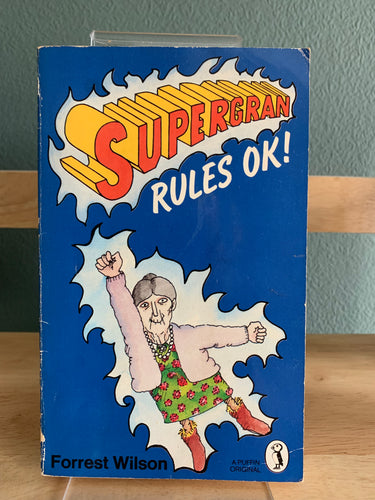 SUPERGRAN
RULES OK!
Forrest Wilson
A PUFFIN
ORIGINAL